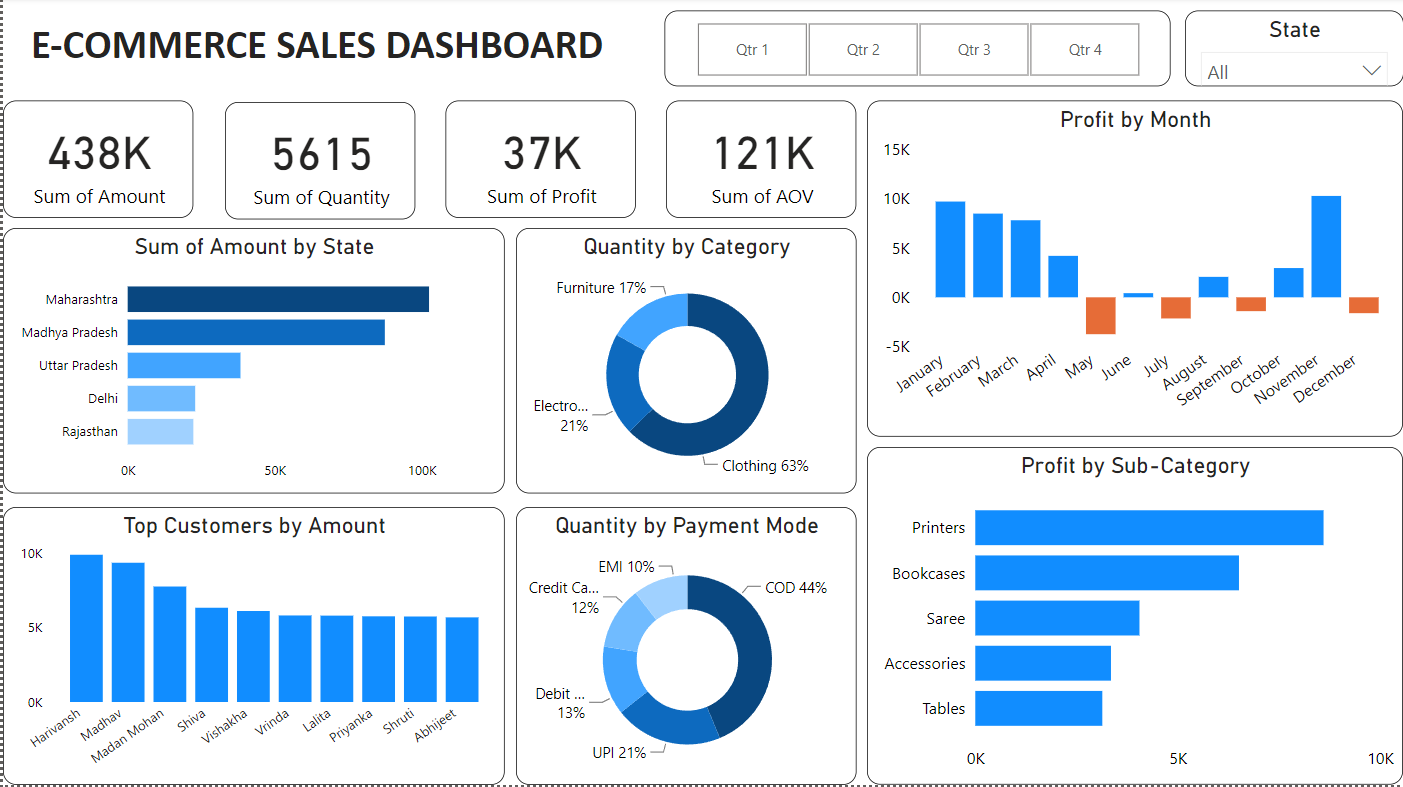 E-COMMERCE SALES DASHBOARD
Qtr 1
Qtr 2
Qtr 3
Qtr 4
State
All
438K
Sum of Amount
5615
Sum of Quantity
37K
Sum of Profit
121K
Sum of AOV
Profit by Month
15K
10K
5K
0K
-5K
January
February
March
April
May
June
July
August
September
October
November
December
Sum of Amount by State
Maharashtra
Madhya Pradesh
Uttar Pradesh
Delhi
Rajasthan
0K
50K
100K
Quantity by Category
Furniture 17%
Electro...
21%
Clothing 63%
Profit by Sub-Category
Printers
Bookcases
Saree
Accessories
Tables
0K
5K
10K
Top Customers by Amount
10K
5K
0K
Harivansh
Madhav
Madan Mohan
Shiva
Vishakha
Vrinda
Lalita
Priyanka
Shruti
Abhijeet
Quantity by Payment Mode
EMI 10%
Credit Ca...
12%
COD 44%
Debit ...
13%
UPI 21%